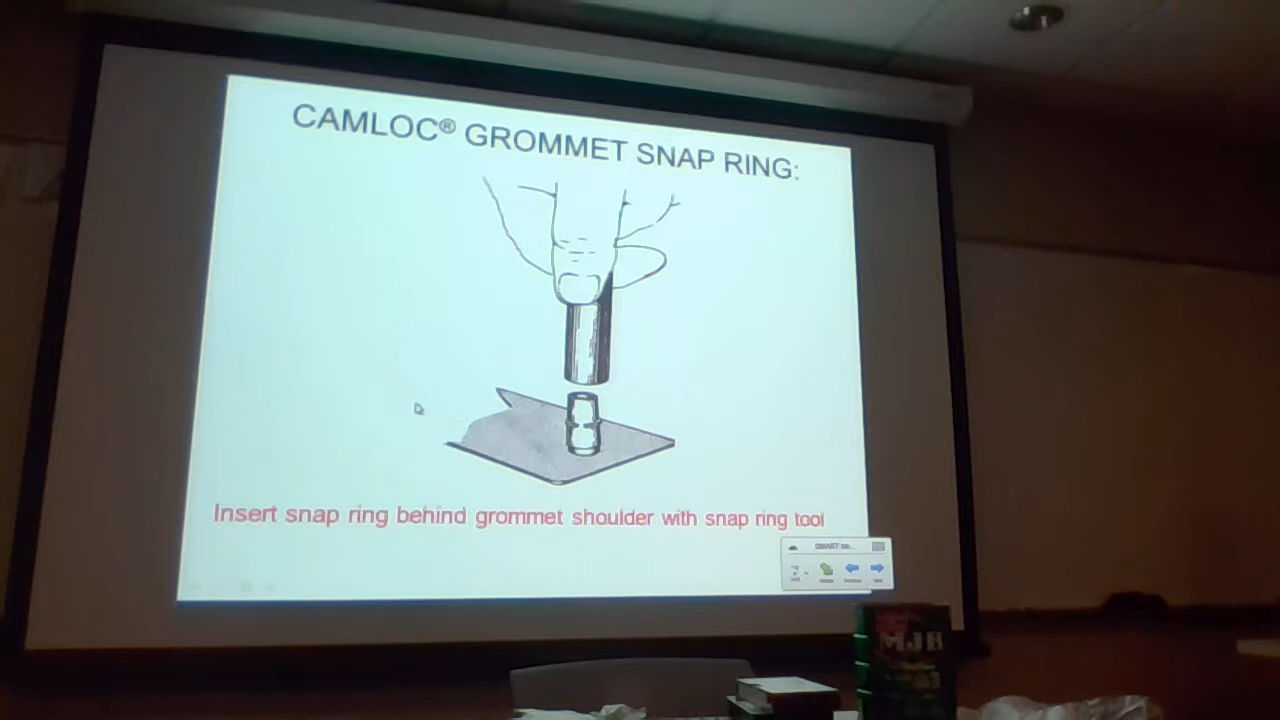 CAMLOC® GROMMET SNAP RING:
Insert snap ring behind grommet shoulder with snap ring tool
MJB